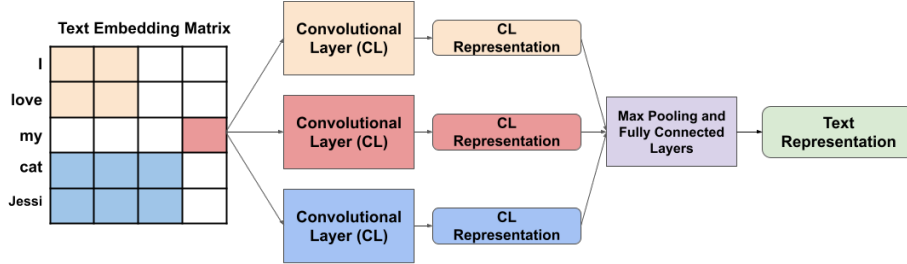 Text Embedding Matrix
I
love
my
cat
Jessi
Convolutional
Layer (CL)
CL
Representation
Convolutional
Layer (CL)
CL
Representation
Convolutional
Layer (CL)
CL
Representation
Max Pooling and
Fully Connected
Layers
Text
Representation